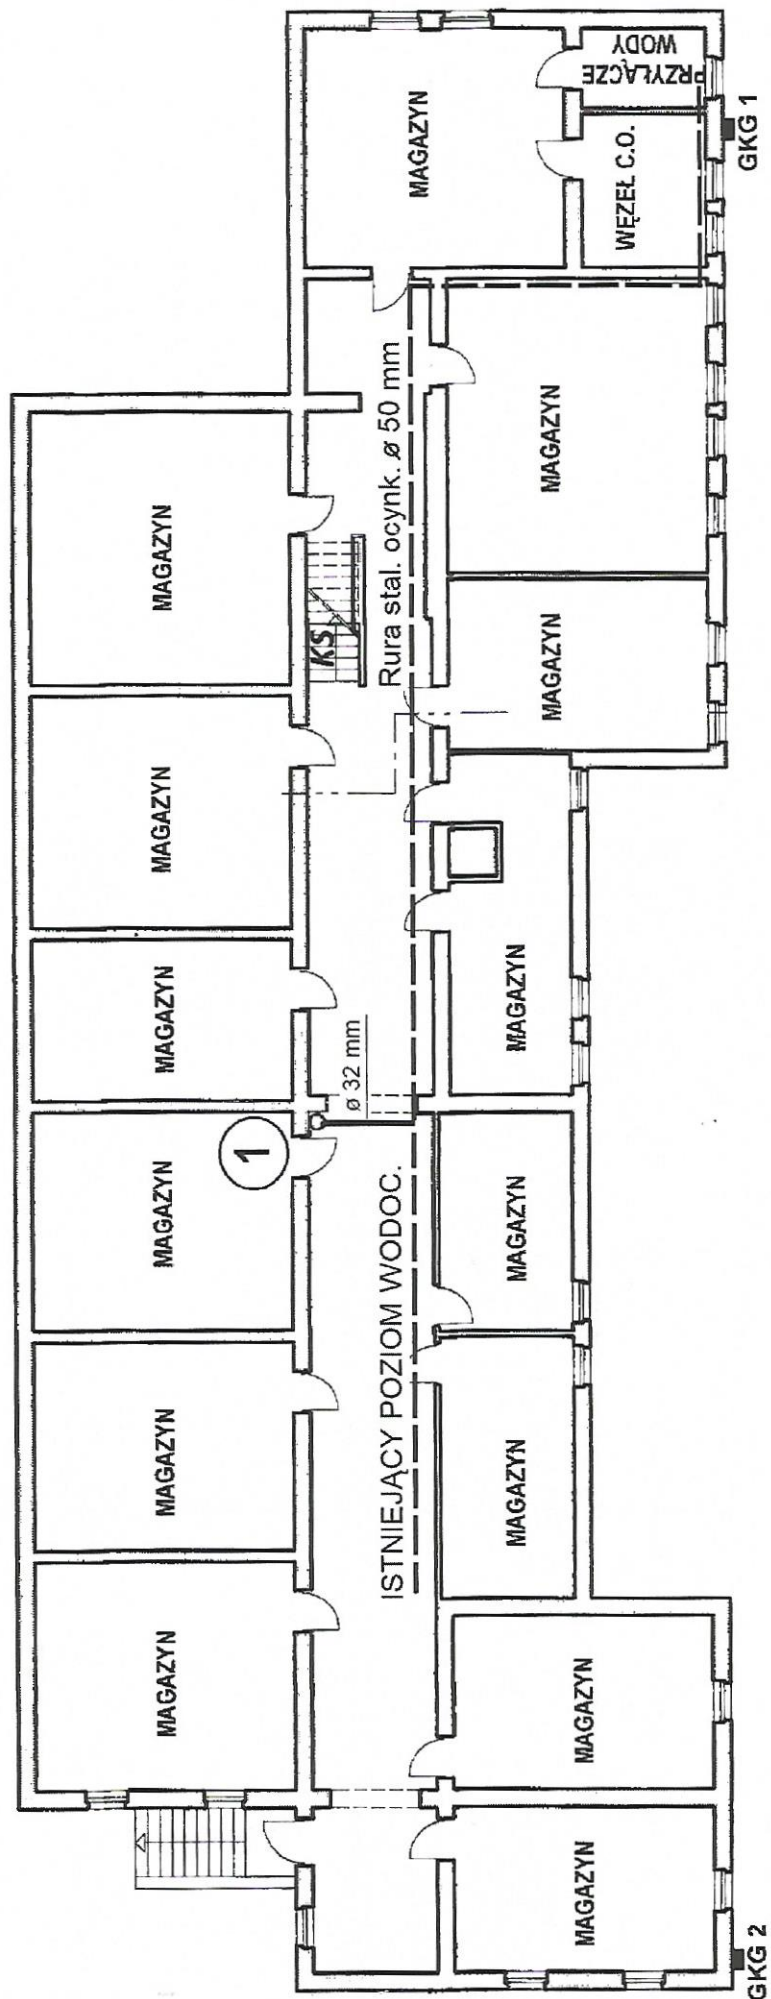 MAGAZYN
MAGAZYN
MAGAZYN
MAGAZYN
MAGAZYN
MAGAZYN
1
KS
ø 32 mm
ISTNIEJĄCY POZIOM WODOC.
Rura stal. ocynk. ø 50 mm
MAGAZYN
MAGAZYN
MAGAZYN
MAGAZYN
MAGAZYN
MAGAZYN
MAGAZYN
MAGAZYN
WĘZEŁ C.O.
PRZYŁĄCZE
WODY
GKG 2
GKG 1